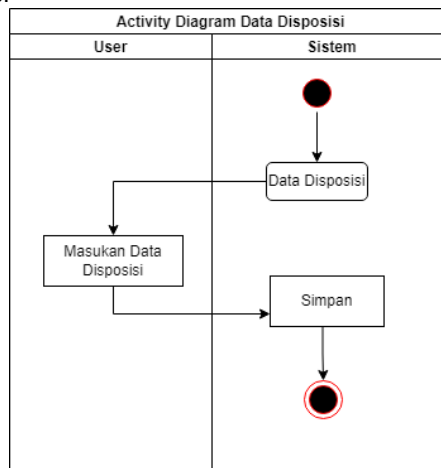 Activity Diagram Data Disposisi
User
Sistem
Data Disposisi
Masukan Data
Disposisi
Simpan